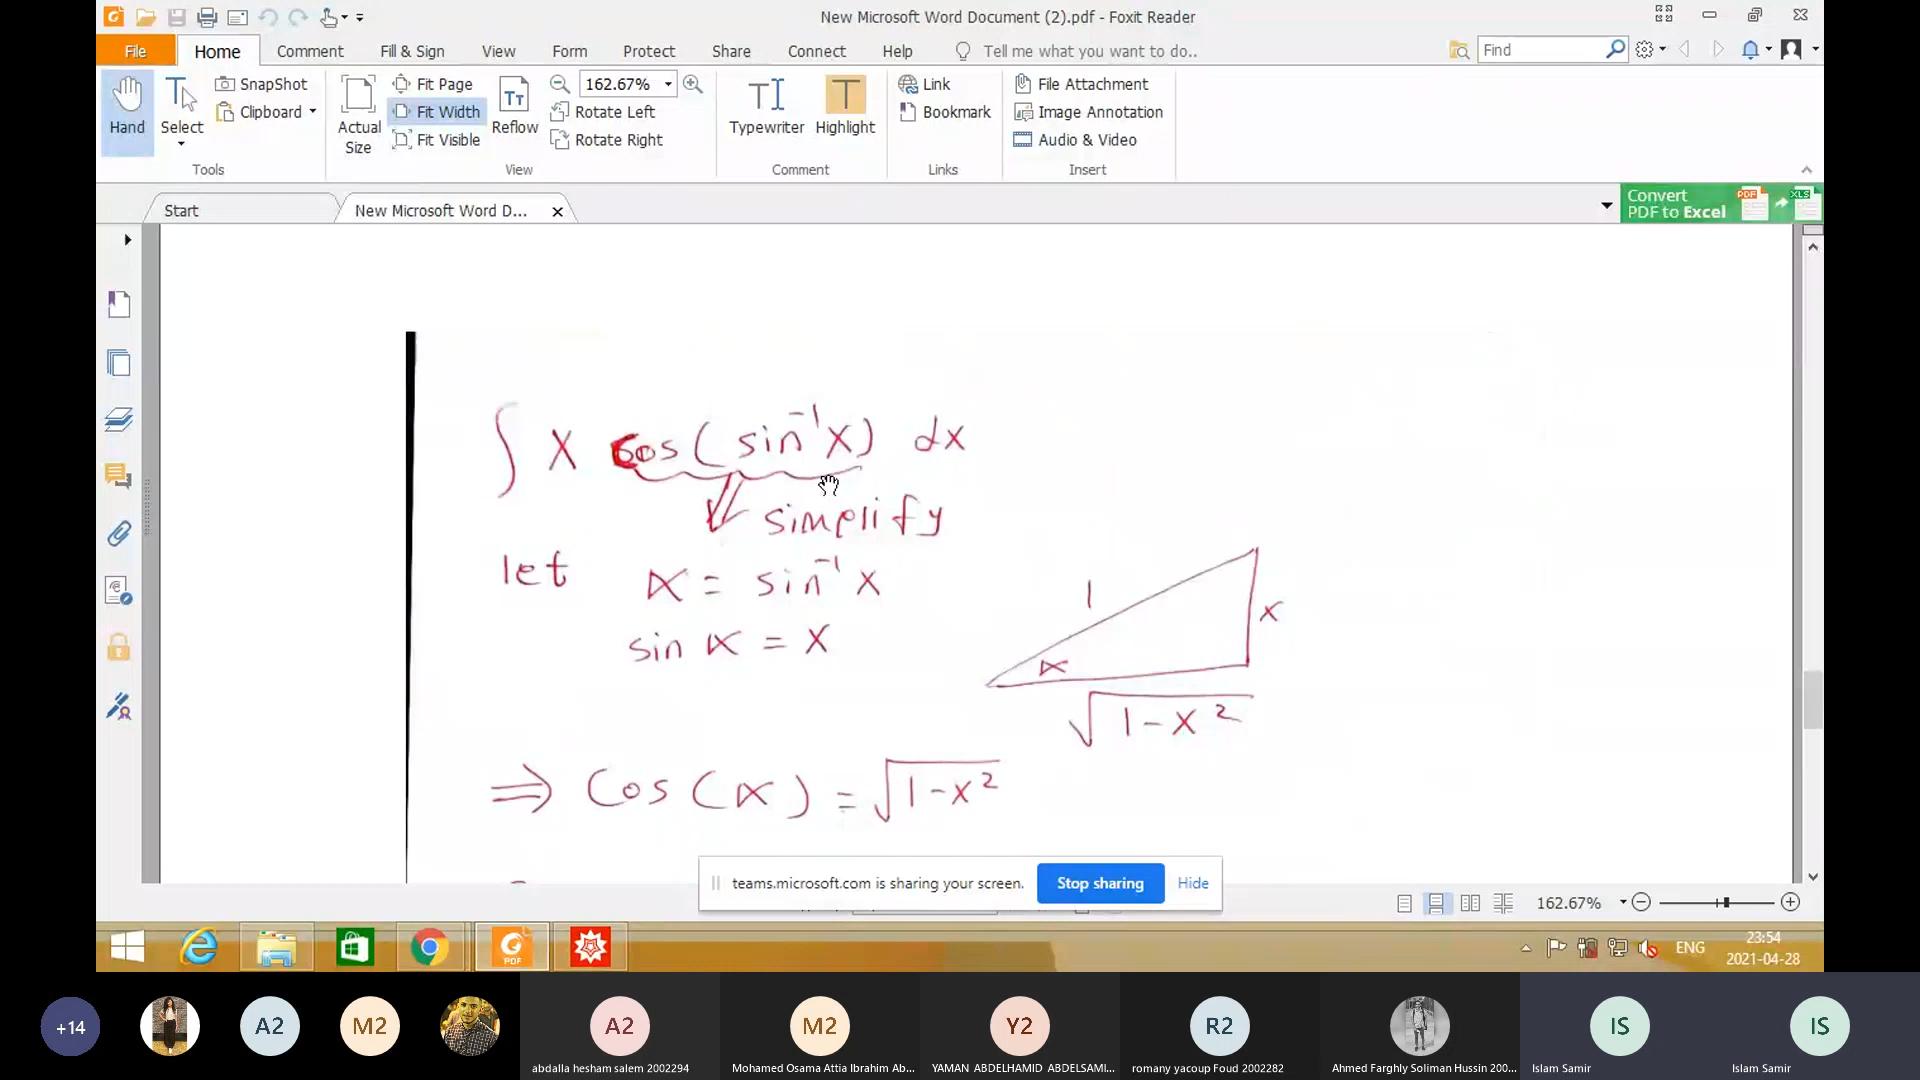 New Microsoft Word Document (2).pdf - Foxit Reader
File Home Comment Fill & Sign View Form Protect Share Connect Help Tell me what you want to do.. Find
Hand Select SnapShot Clipboard
Tools
Actual Size Fit Page Fit Width Fit Visible Reflow 162.67% Rotate Left Rotate Right
View
Typewriter Highlight
Comment
Link Bookmark
Links
File Attachment Image Annotation Audio & Video
Insert
Start New Microsoft Word D...
Convert
PDF to Excel
PDF XLS
∫ x cos(sin⁻¹x) dx
simplify
let α = sin⁻¹ x
sin α = x
1
x
α
√1-x²
⇒ Cos(α) = √1-x²
teams.microsoft.com is sharing your screen. Stop sharing Hide
162.67%
PDF
ENG
23:54
2021-04-28
+14 A2 M2 A2 M2 Y2 R2 IS IS
abdalla hesham salem 2002294 Mohamed Osama Attia Ibrahim Ab... YAMAN ABDELHAMID ABDELSAMI... romany yacoup Foud 2002282 Ahmed Farghly Soliman Hussin 200... Islam Samir Islam Samir